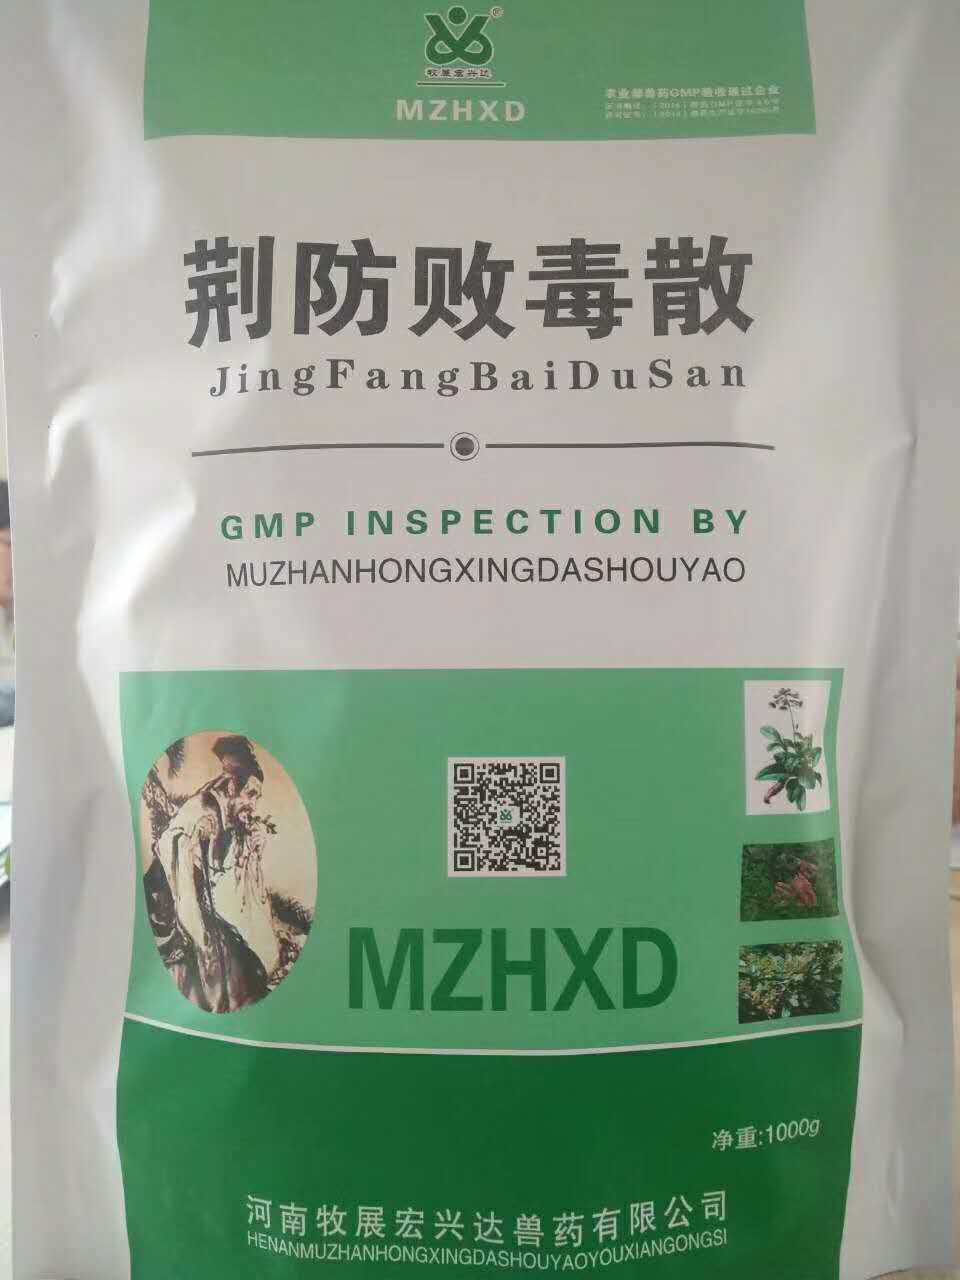 牧展宏兴达
MZHXD
农业部兽药GMP验收通过企业
荆防败毒散
JingFangBaiDuSan
GMP INSPECTION BY
MUZHANHONGXINGDASHOUYAO
MZHXD
净重:1000g
河南牧展宏兴达兽药有限公司
HENANMUZHANHONGXINGDASHOUYAOYOUXIANGONGSI